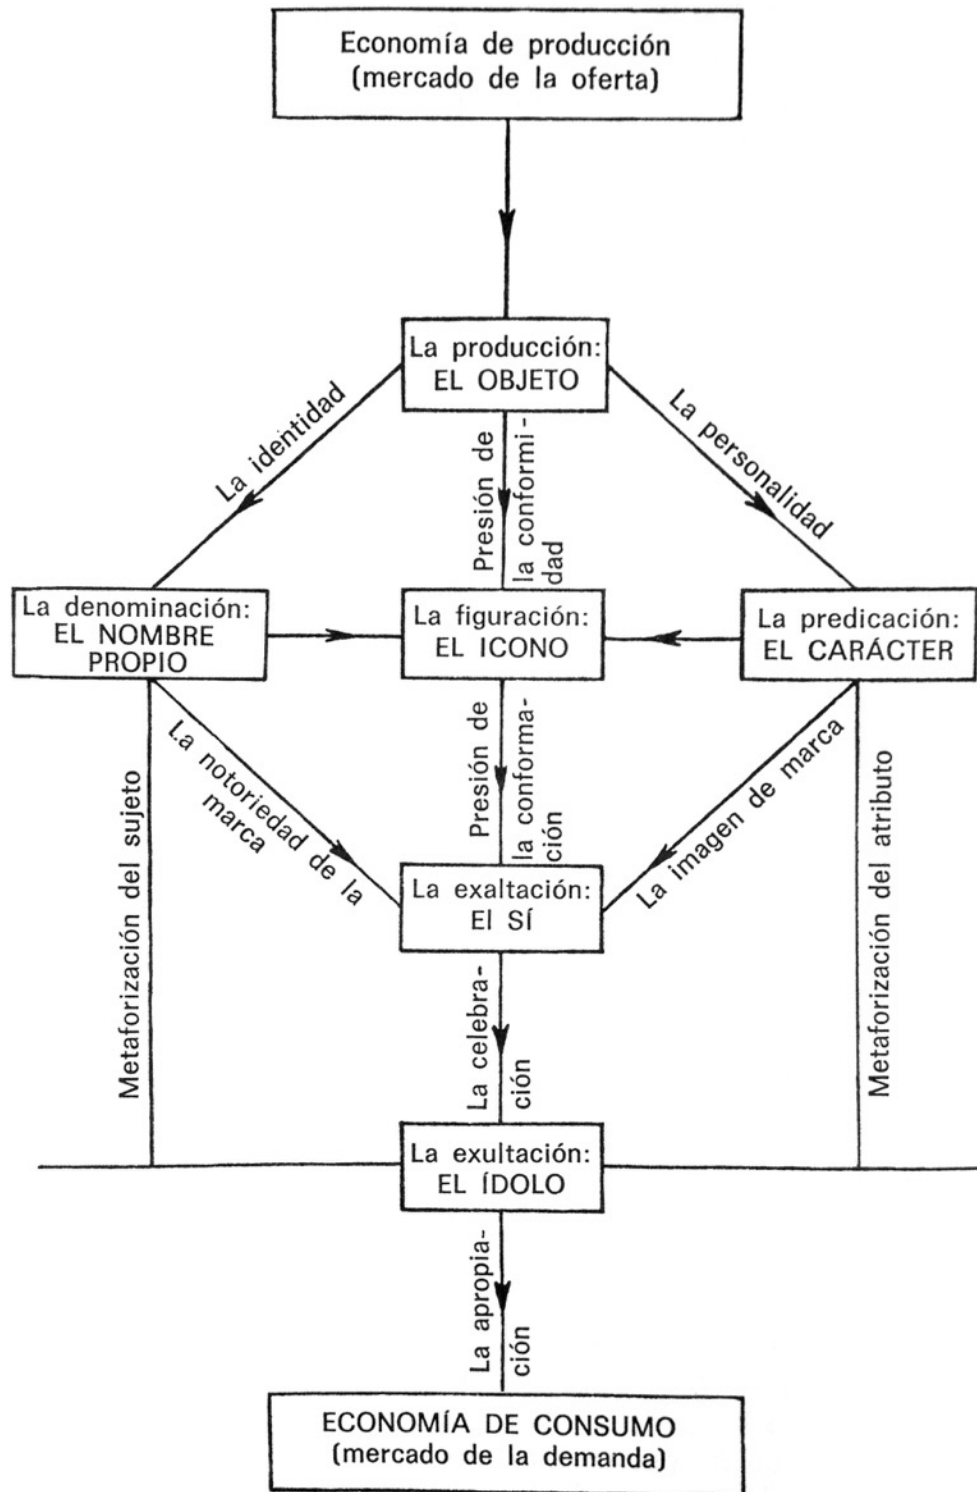 Economía de producción
(mercado de la oferta)
La producción:
EL OBJETO
La identidad
Presión de
la conformi-
dad
La personalidad
La denominación:
EL NOMBRE
PROPIO
La figuración:
EL ICONO
La predicación:
EL CARÁCTER
Metaforización del sujeto
La notoriedad de la
marca
Presión de
la conforma-
ción
La imagen de marca
Metaforización del atributo
La exaltación:
El SÍ
La celebra-
ción
La exultación:
EL ÍDOLO
La apropia-
ción
ECONOMÍA DE CONSUMO
(mercado de la demanda)